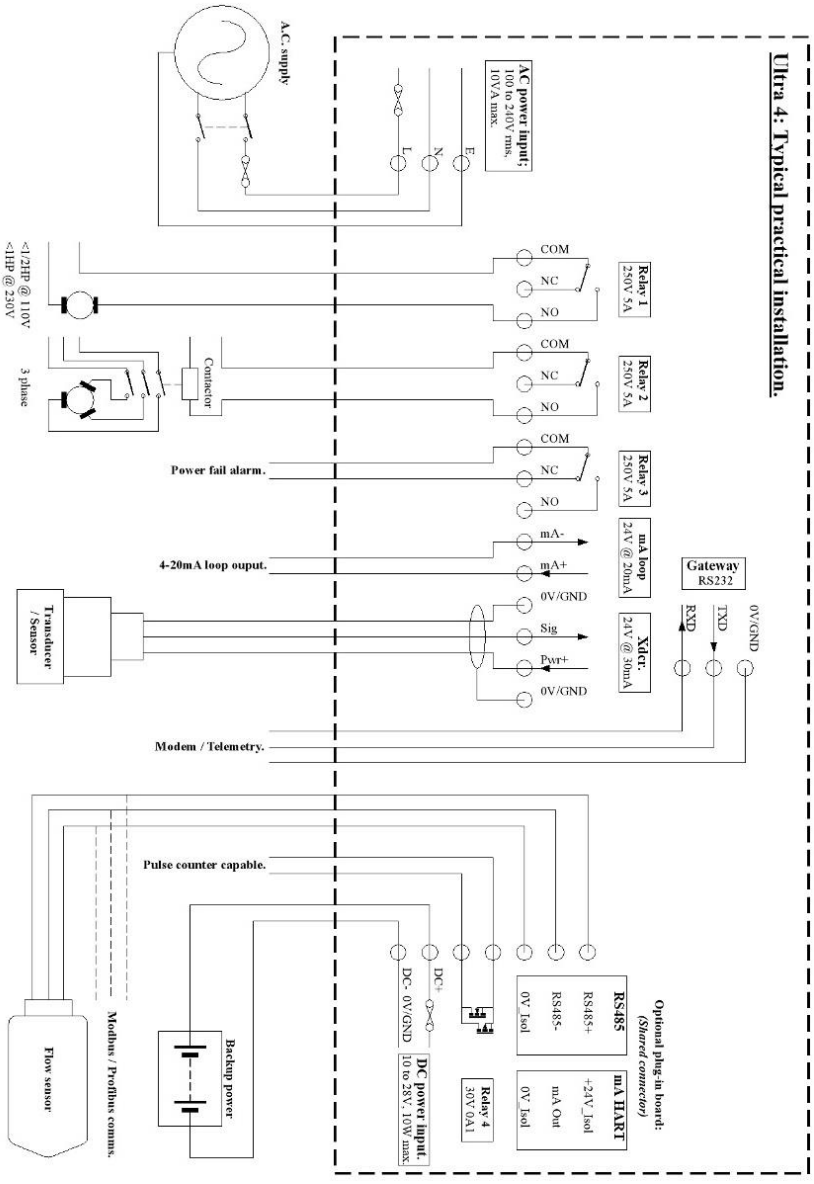 Ultra 4: Typical practical installation.
A.C. supply
AC power input;
100 to 240V rms,
10VA max.
L
N
E
COM
NC
NO
Relay 1
250V 5A
<1/2HP @ 110V
<1HP @ 230V
COM
NC
NO
Relay 2
250V 5A
Contactor
3 phase
COM
NC
NO
Relay 3
250V 5A
Power fail alarm.
mA-
mA+
mA loop
24V @ 20mA
4-20mA loop ouput.
0V/GND
Sig
Pwr+
0V/GND
Xdcr.
24V @ 30mA
Transducer
/ Sensor
Gateway
RS232
RXD
TXD
0V/GND
Modem / Telemetry.
Pulse counter capable.
DC- 0V/GND
DC+
DC power input.
10 to 28V, 10W max.
Backup power
Relay 4
30V 0A1
Optional plug-in board:
(Shared connector)
RS485
RS485+
RS485-
0V_Isol
mA HART
+24V_Isol
mA Out
0V_Isol
Modbus / Profibus comms.
Flow sensor